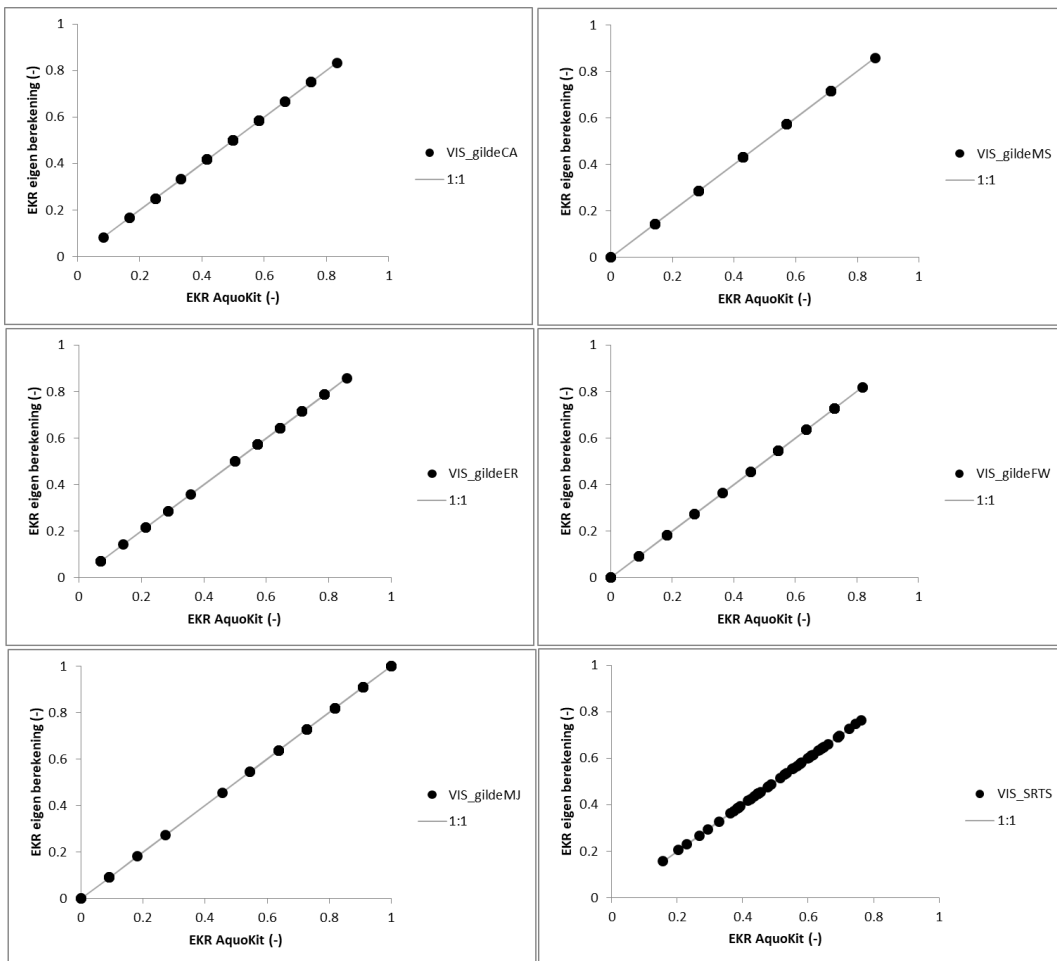 1
0.8
0.6
0.4
0.2
0
0 0.2 0.4 0.6 0.8 1
EKR eigen berekening (-)
EKR AquoKit (-)
VIS_gildeCA
1:1
1
0.8
0.6
0.4
0.2
0
0 0.2 0.4 0.6 0.8 1
EKR eigen berekening (-)
EKR AquoKit (-)
VIS_gildeMS
1:1
1
0.8
0.6
0.4
0.2
0
0 0.2 0.4 0.6 0.8 1
EKR eigen berekening (-)
EKR AquoKit (-)
VIS_gildeER
1:1
1
0.8
0.6
0.4
0.2
0
0 0.2 0.4 0.6 0.8 1
EKR eigen berekening (-)
EKR AquoKit (-)
VIS_gildeFW
1:1
1
0.8
0.6
0.4
0.2
0
0 0.2 0.4 0.6 0.8 1
EKR eigen berekening (-)
EKR AquoKit (-)
VIS_gildeMJ
1:1
1
0.8
0.6
0.4
0.2
0
0 0.2 0.4 0.6 0.8 1
EKR eigen berekening (-)
EKR AquoKit (-)
VIS_SRTS
1:1